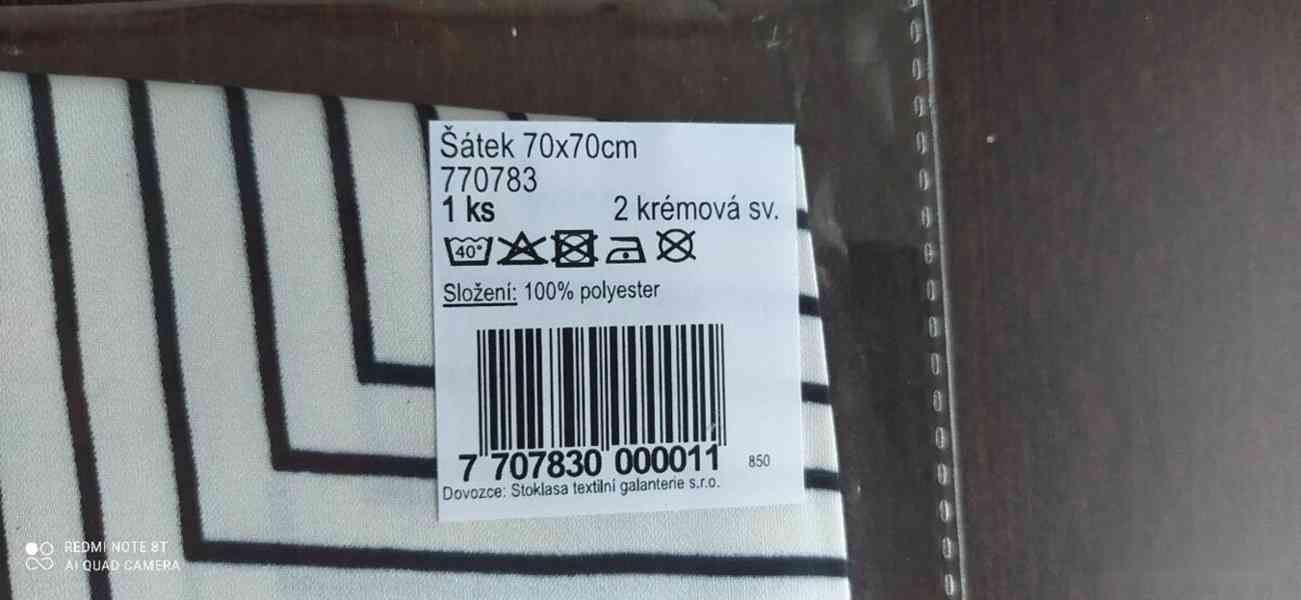 Šátek 70x70cm
770783
1 ks 2 krémová sv.
40°
Složení: 100% polyester
7 707830 000011 850
Dovozce: Stoklasa textilní galanterie s.r.o.
REDMI NOTE 8T
AI QUAD CAMERA